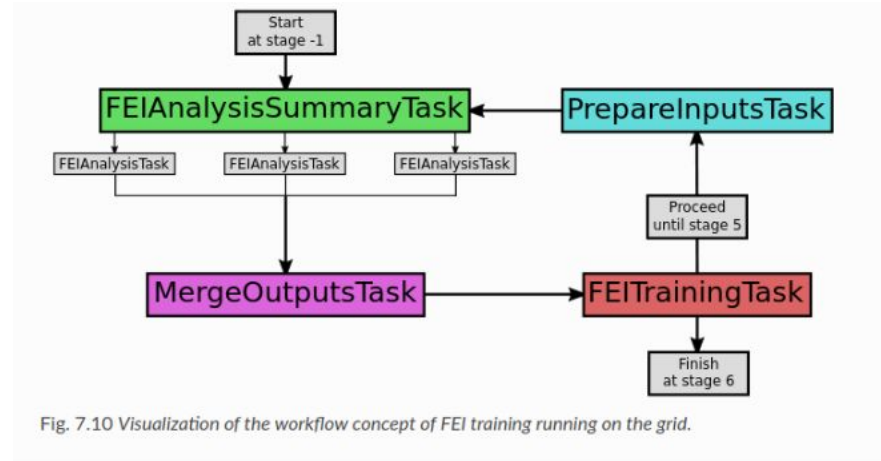 Start
at stage -1
FEIAnalysisSummaryTask
PrepareInputsTask
FEIAnalysisTask
FEIAnalysisTask
FEIAnalysisTask
Proceed
until stage 5
MergeOutputsTask
FEITrainingTask
Finish
at stage 6
Fig. 7.10 Visualization of the workflow concept of FEI training running on the grid.